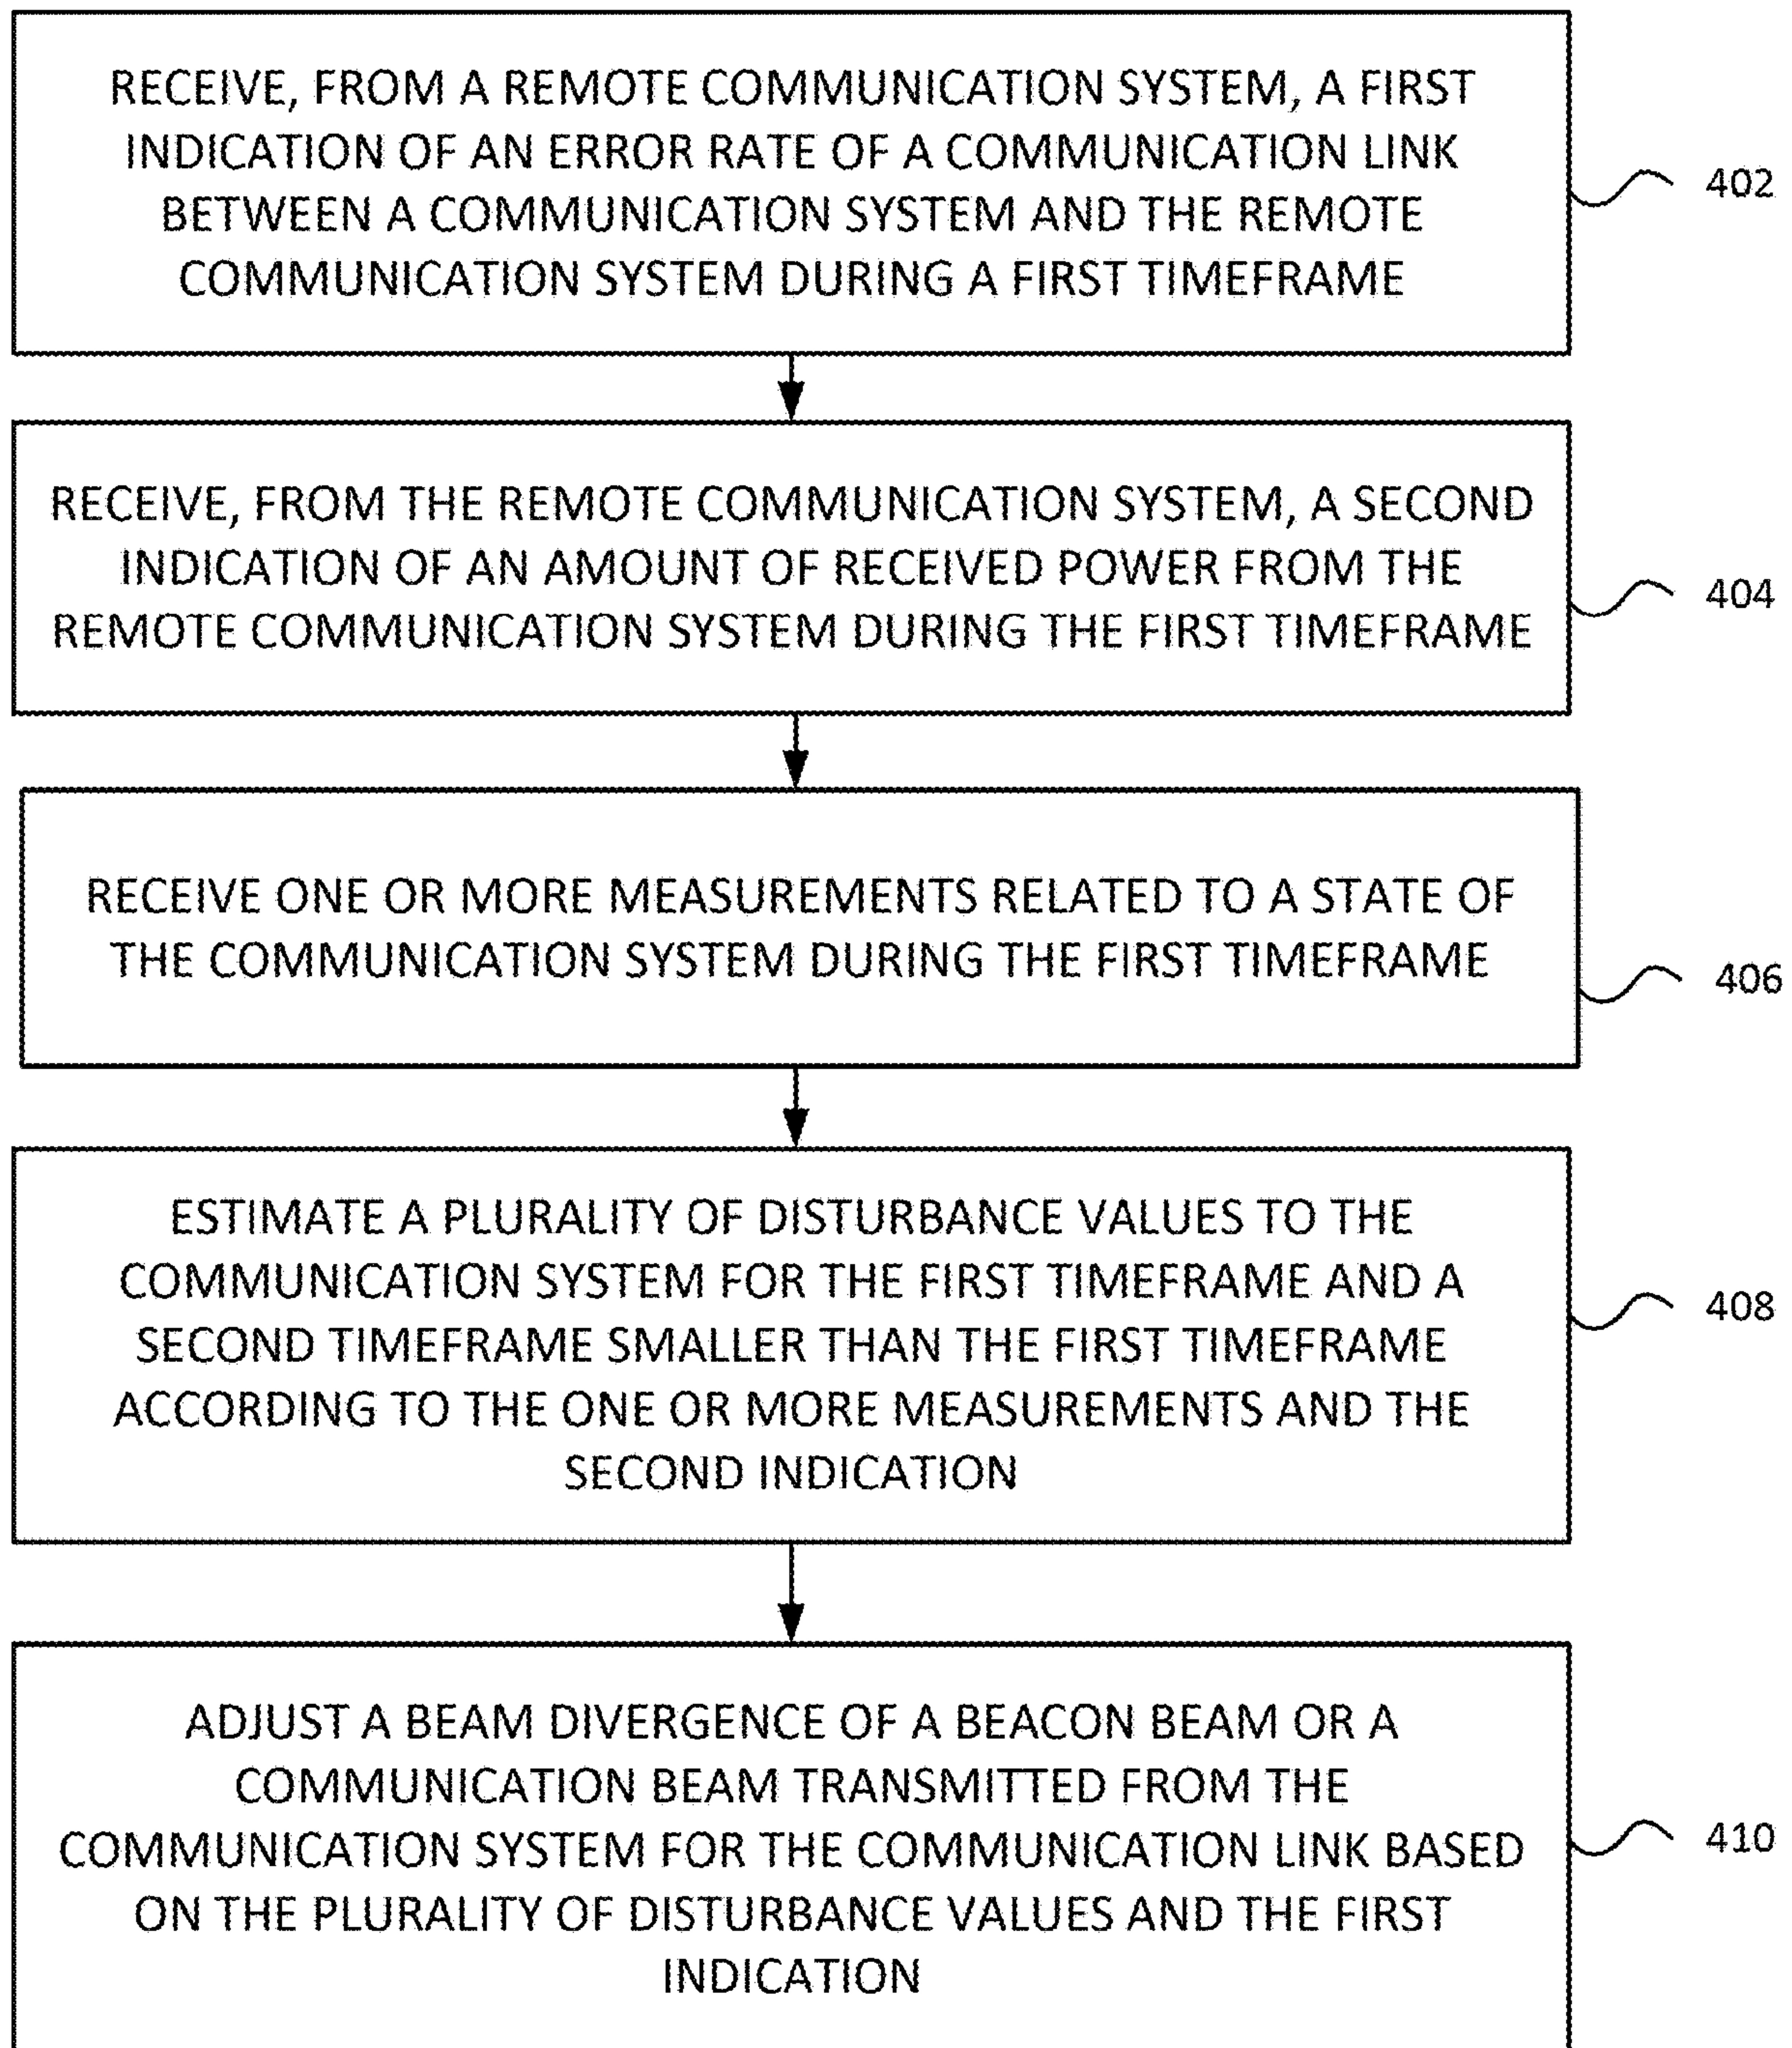 RECEIVE, FROM A REMOTE COMMUNICATION SYSTEM, A FIRST
INDICATION OF AN ERROR RATE OF A COMMUNICATION LINK
BETWEEN A COMMUNICATION SYSTEM AND THE REMOTE
COMMUNICATION SYSTEM DURING A FIRST TIMEFRAME
402
RECEIVE, FROM THE REMOTE COMMUNICATION SYSTEM, A SECOND
INDICATION OF AN AMOUNT OF RECEIVED POWER FROM THE
REMOTE COMMUNICATION SYSTEM DURING THE FIRST TIMEFRAME
404
RECEIVE ONE OR MORE MEASUREMENTS RELATED TO A STATE OF
THE COMMUNICATION SYSTEM DURING THE FIRST TIMEFRAME
406
ESTIMATE A PLURALITY OF DISTURBANCE VALUES TO THE
COMMUNICATION SYSTEM FOR THE FIRST TIMEFRAME AND A
SECOND TIMEFRAME SMALLER THAN THE FIRST TIMEFRAME
ACCORDING TO THE ONE OR MORE MEASUREMENTS AND THE
SECOND INDICATION
408
ADJUST A BEAM DIVERGENCE OF A BEACON BEAM OR A
COMMUNICATION BEAM TRANSMITTED FROM THE
COMMUNICATION SYSTEM FOR THE COMMUNICATION LINK BASED
ON THE PLURALITY OF DISTURBANCE VALUES AND THE FIRST
INDICATION
410